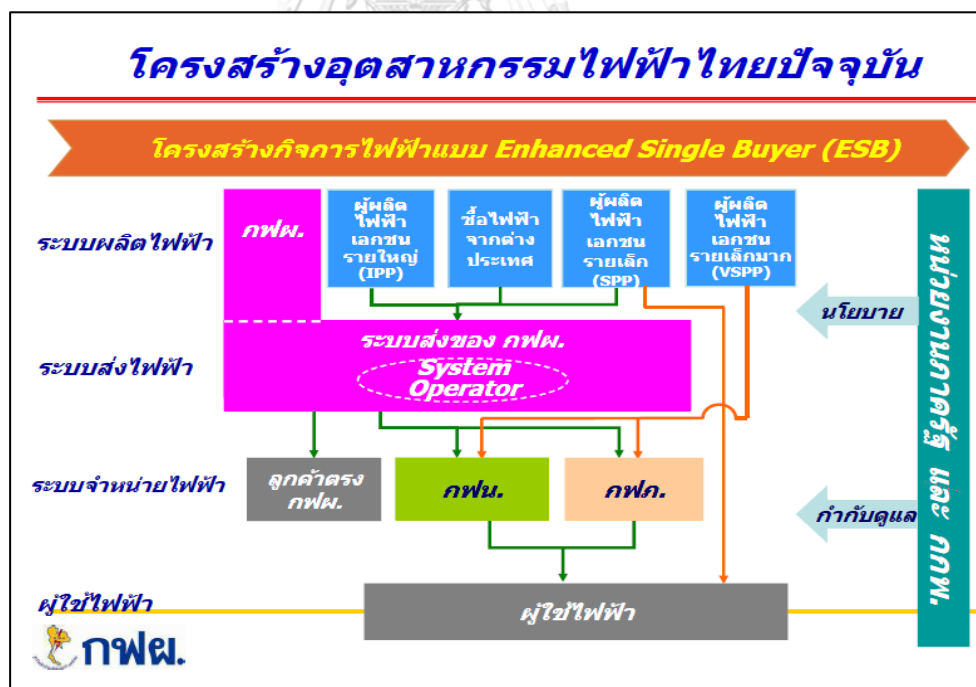 โครงสร้างอุตสาหกรรมไฟฟ้าไทยปัจจุบัน
โครงสร้างกิจการไฟฟ้าแบบ Enhanced Single Buyer (ESB)
ระบบผลิตไฟฟ้า
กฟผ.
ผู้ผลิต
ไฟฟ้า
เอกชน
รายใหญ่
(IPP)
ซื้อไฟฟ้า
จากต่าง
ประเทศ
ผู้ผลิต
ไฟฟ้า
เอกชน
รายเล็ก
(SPP)
ผู้ผลิต
ไฟฟ้า
เอกชน
รายเล็กมาก
(VSPP)
นโยบาย
ระบบส่งไฟฟ้า
ระบบส่งของ กฟผ.
System
Operator
ระบบจำหน่ายไฟฟ้า
ลูกค้าตรง
กฟผ.
กฟน.
กฟภ.
กำกับดูแล
หน่วยงานภาครัฐ และ กกพ.
ผู้ใช้ไฟฟ้า
ผู้ใช้ไฟฟ้า
กฟผ.